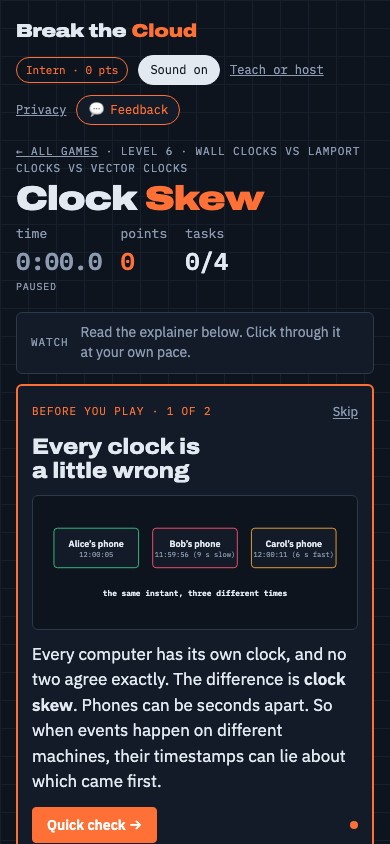 Break the Cloud
Intern · 0 pts
Sound on
Teach or host
Privacy
💬 Feedback
← ALL GAMES · LEVEL 6 · WALL CLOCKS VS LAMPORT
CLOCKS VS VECTOR CLOCKS
Clock Skew
time points tasks
0:00.0 0 0/4
PAUSED
WATCH
Read the explainer below. Click through it
at your own pace.
BEFORE YOU PLAY · 1 OF 2
Skip
Every clock is
a little wrong
Alice's phone
12:00:05
Bob's phone
11:59:56 (9 s slow)
Carol's phone
12:00:11 (6 s fast)
the same instant, three different times
Every computer has its own clock, and no
two agree exactly. The difference is clock
skew. Phones can be seconds apart. So
when events happen on different
machines, their timestamps can lie about
which came first.
Quick check →